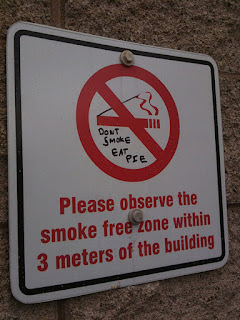 DONT
SMOKE
EAT
PIE
Please observe the
smoke free zone within
3 meters of the building